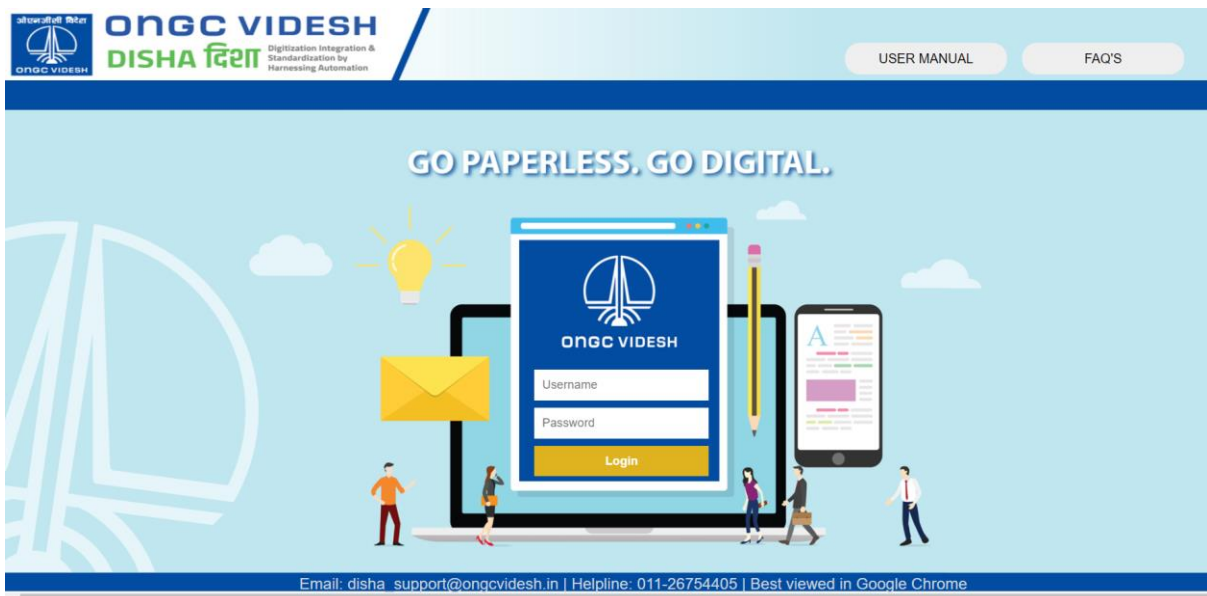 ओएनजीसी विदेश
ONGC VIDESH
ONGC VIDESH
DISHA दिशा
Digitization Integration &
Standardization by
Harnessing Automation
USER MANUAL
FAQ'S
GO PAPERLESS. GO DIGITAL.
ONGC VIDESH
Username
Password
Login
A
Email: disha_support@ongcvidesh.in | Helpline: 011-26754405 | Best viewed in Google Chrome